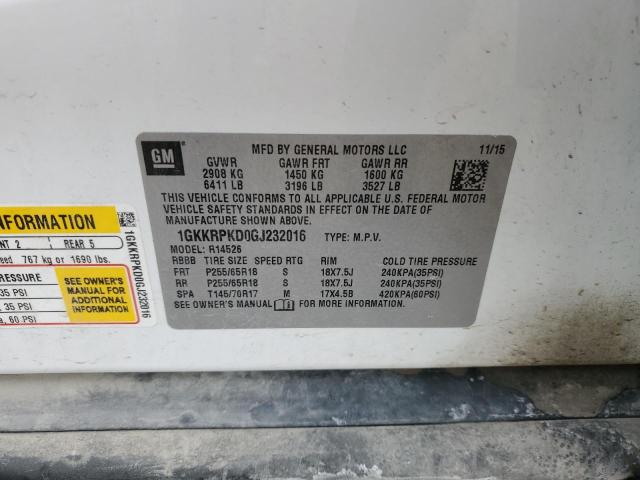 GM
MFD BY GENERAL MOTORS LLC 11/15
GVWR GAWR FRT GAWR RR
2908 KG 1450 KG 1600 KG
6411 LB 3196 LB 3527 LB
THIS VEHICLE CONFORMS TO ALL APPLICABLE U.S. FEDERAL MOTOR
VEHICLE SAFETY STANDARDS IN EFFECT ON THE DATE OF
MANUFACTURE SHOWN ABOVE.
1GKKRPKD0GJ232016 TYPE: M.P.V.
MODEL: R14526
RBBB TIRE SIZE SPEED RTG RIM COLD TIRE PRESSURE
FRT P255/65R18 S 18X7.5J 240KPA(35PSI)
RR P255/65R18 S 18X7.5J 240KPA(35PSI)
SPA T145/70R17 M 17X4.5B 420KPA(60PSI)
SEE OWNER'S MANUAL FOR MORE INFORMATION
INFORMATION
NT 2 REAR 5
exceed 767 kg or 1690 lbs.
PRESSURE
35 PSI
, 35 PSI
a, 60 PSI
SEE OWNER'S
MANUAL FOR
ADDITIONAL
INFORMATION
1GKKRPKD0GJ232016